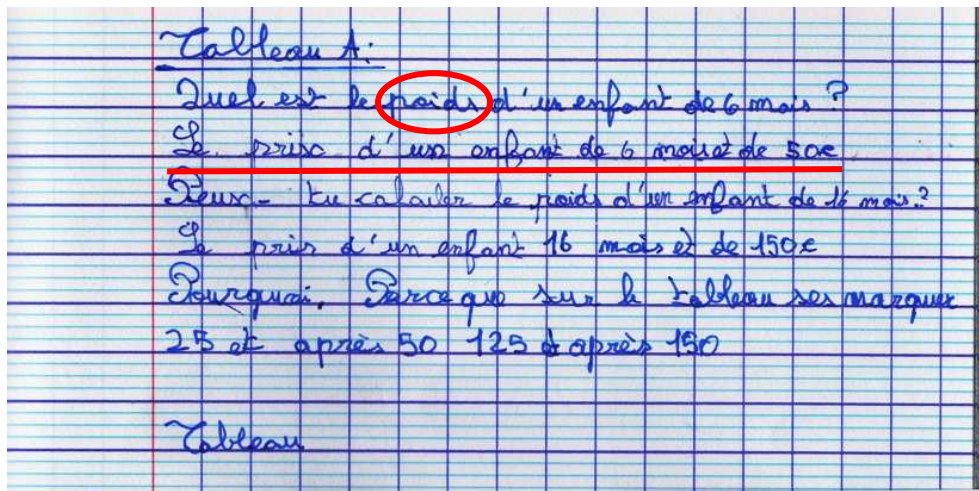 Tableau A:
Quel est le poids d'un enfant de 6 mois ?
Le prise d'un enfant de 6 mois et de 50€
Peux-tu calculer le poids d'un enfant de 16 mois ?
Le pris d'un enfant 16 mois et de 150€
Pourquoi. Parce que sur le tableau ses marquer
25 et après 50 125 et après 150
Tableau